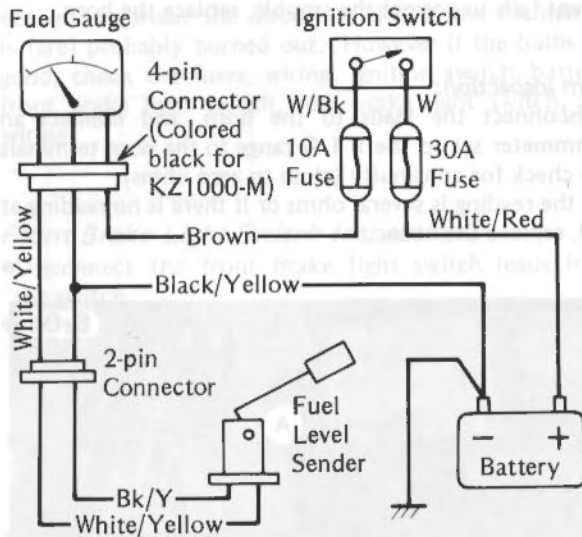 Fuel Gauge
Ignition Switch
4-pin
Connector
(Colored
black for
KZ1000-M)
W/Bk
W
10A
Fuse
30A
Fuse
White/Red
Brown
White/Yellow
Black/Yellow
2-pin
Connector
Fuel
Level
Sender
A
Battery
Bk/Y
White/Yellow